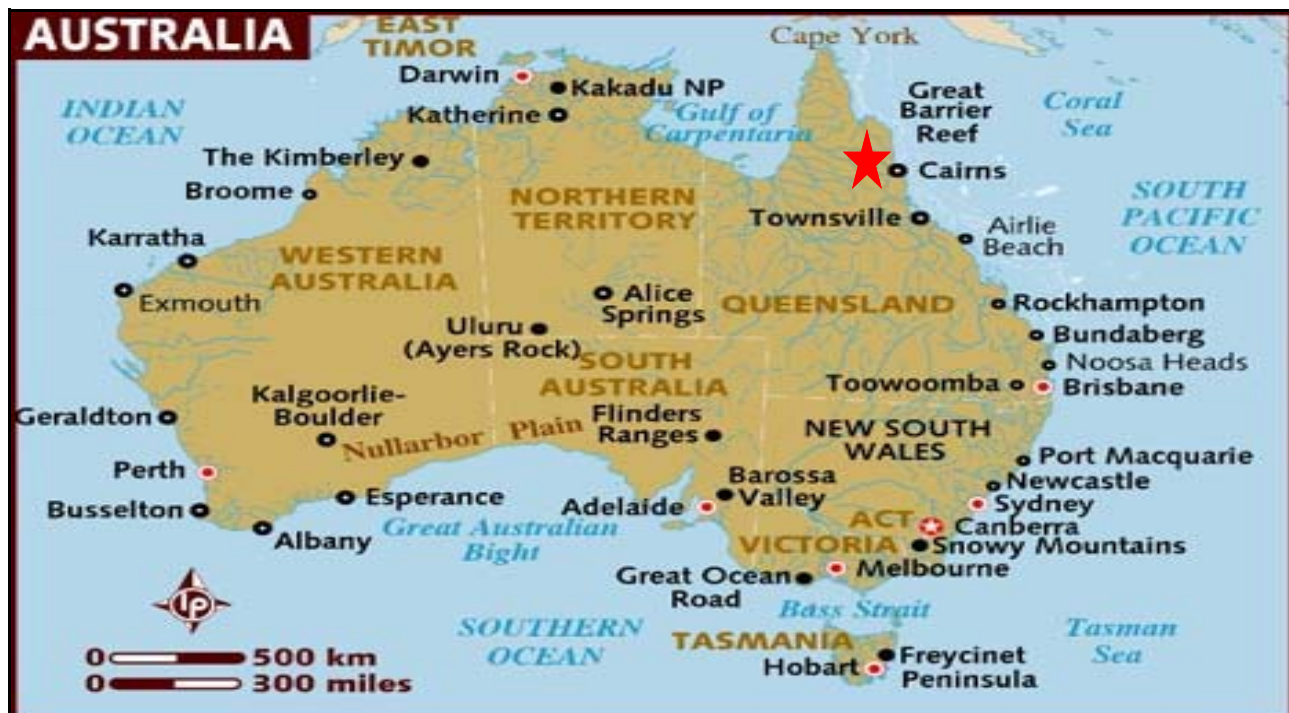 AUSTRALIA
EAST
TIMOR
Cape York
Darwin
Kakadu NP
Great
Barrier
Reef
Coral
Sea
INDIAN
OCEAN
Katherine
Gulf of
Carpentaria
The Kimberley
Cairns
Broome
NORTHERN
TERRITORY
SOUTH
PACIFIC
OCEAN
Townsville
Airlie
Beach
Karratha
WESTERN
AUSTRALIA
Exmouth
Alice
Springs
QUEENSLAND
Rockhampton
Uluru
(Ayers Rock)
Bundaberg
SOUTH
AUSTRALIA
Noosa Heads
Toowoomba
Brisbane
Kalgoorlie-
Boulder
Geraldton
Flinders
Ranges
Nullarbor Plain
NEW SOUTH
WALES
Port Macquarie
Perth
Barossa
Valley
Newcastle
Esperance
Adelaide
Sydney
Busselton
ACT
Canberra
Albany
Great Australian
Bight
VICTORIA
Snowy Mountains
Great Ocean
Road
Melbourne
Bass Strait
SOUTHERN
OCEAN
TASMANIA
Tasman
Sea
Hobart
Freycinet
Peninsula
lp
0 500 km
0 300 miles